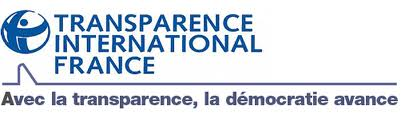 TRANSPARENCE
INTERNATIONAL
FRANCE
Avec la transparence, la démocratie avance